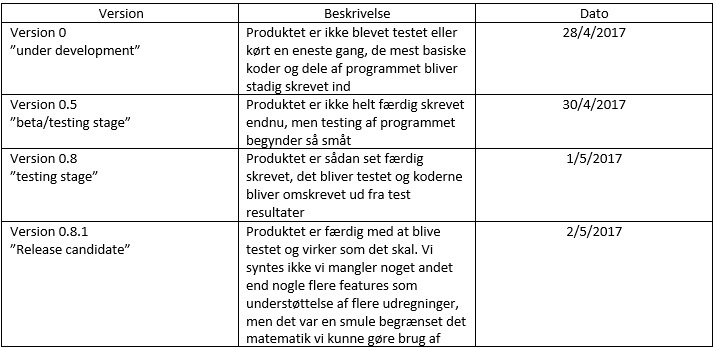 Version Beskrivelse Dato
Version 0 Produktet er ikke blevet testet eller 28/4/2017
”under development” kørt en eneste gang, de mest basiske
koder og dele af programmet bliver
stadig skrevet ind
Version 0.5 Produktet er ikke helt færdig skrevet 30/4/2017
”beta/testing stage” endnu, men testing af programmet
begynder så småt
Version 0.8 Produktet er sådan set færdig 1/5/2017
”testing stage” skrevet, det bliver testet og koderne
bliver omskrevet ud fra test
resultater
Version 0.8.1 Produktet er færdig med at blive 2/5/2017
”Release candidate” testet og virker som det skal. Vi
syntes ikke vi mangler noget andet
end nogle flere features som
understøttelse af flere udregninger,
men det var en smule begrænset det
matematik vi kunne gøre brug af